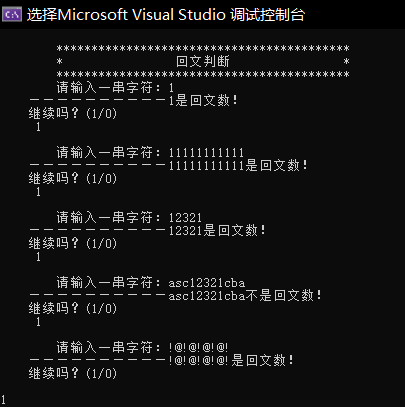 选择Microsoft Visual Studio 调试控制台
******************************************
* 回文判断 *
******************************************
请输入一串字符：1
－－－－－－－－－－1是回文数！
继续吗？(1/0)
1
请输入一串字符：11111111111
－－－－－－－－－－11111111111是回文数！
继续吗？(1/0)
1
请输入一串字符：12321
－－－－－－－－－－12321是回文数！
继续吗？(1/0)
1
请输入一串字符：asc12321cba
－－－－－－－－－－asc12321cba不是回文数！
继续吗？(1/0)
1
请输入一串字符：!@!@!@!@!
－－－－－－－－－－!@!@!@!@!是回文数！
继续吗？(1/0)
1